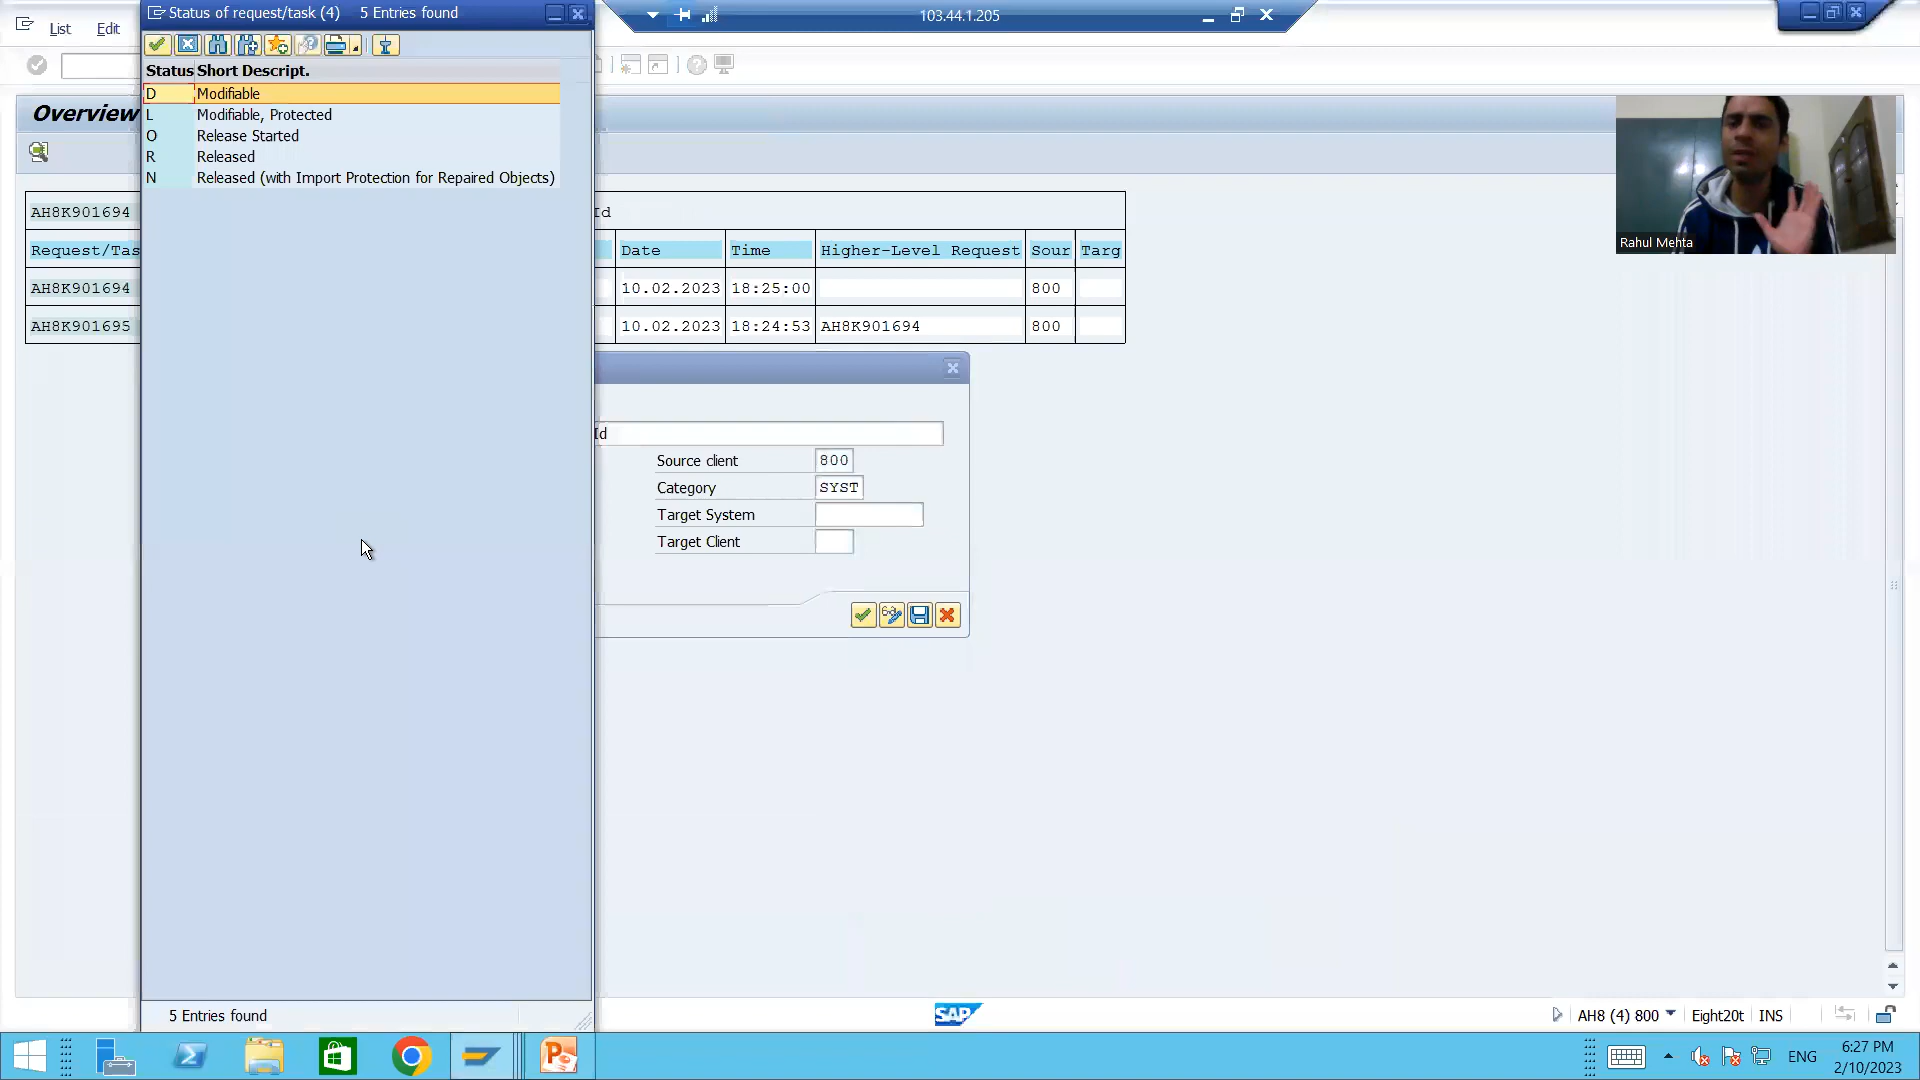 Status of request/task (4) 5 Entries found
103.44.1.205
List Edit
Status Short Descript.
D Modifiable
L Modifiable, Protected
O Release Started
R Released
N Released (with Import Protection for Repaired Objects)
Overview
Rahul Mehta
AH8K901694 Id
Request/Tas Date Time Higher-Level Request Sour Targ
AH8K901694 10.02.2023 18:25:00 800
AH8K901695 10.02.2023 18:24:53 AH8K901694 800
Id
Source client 800
Category SYST
Target System
Target Client
5 Entries found
SAP
AH8 (4) 800 Eight20t INS
ENG
6:27 PM
2/10/2023